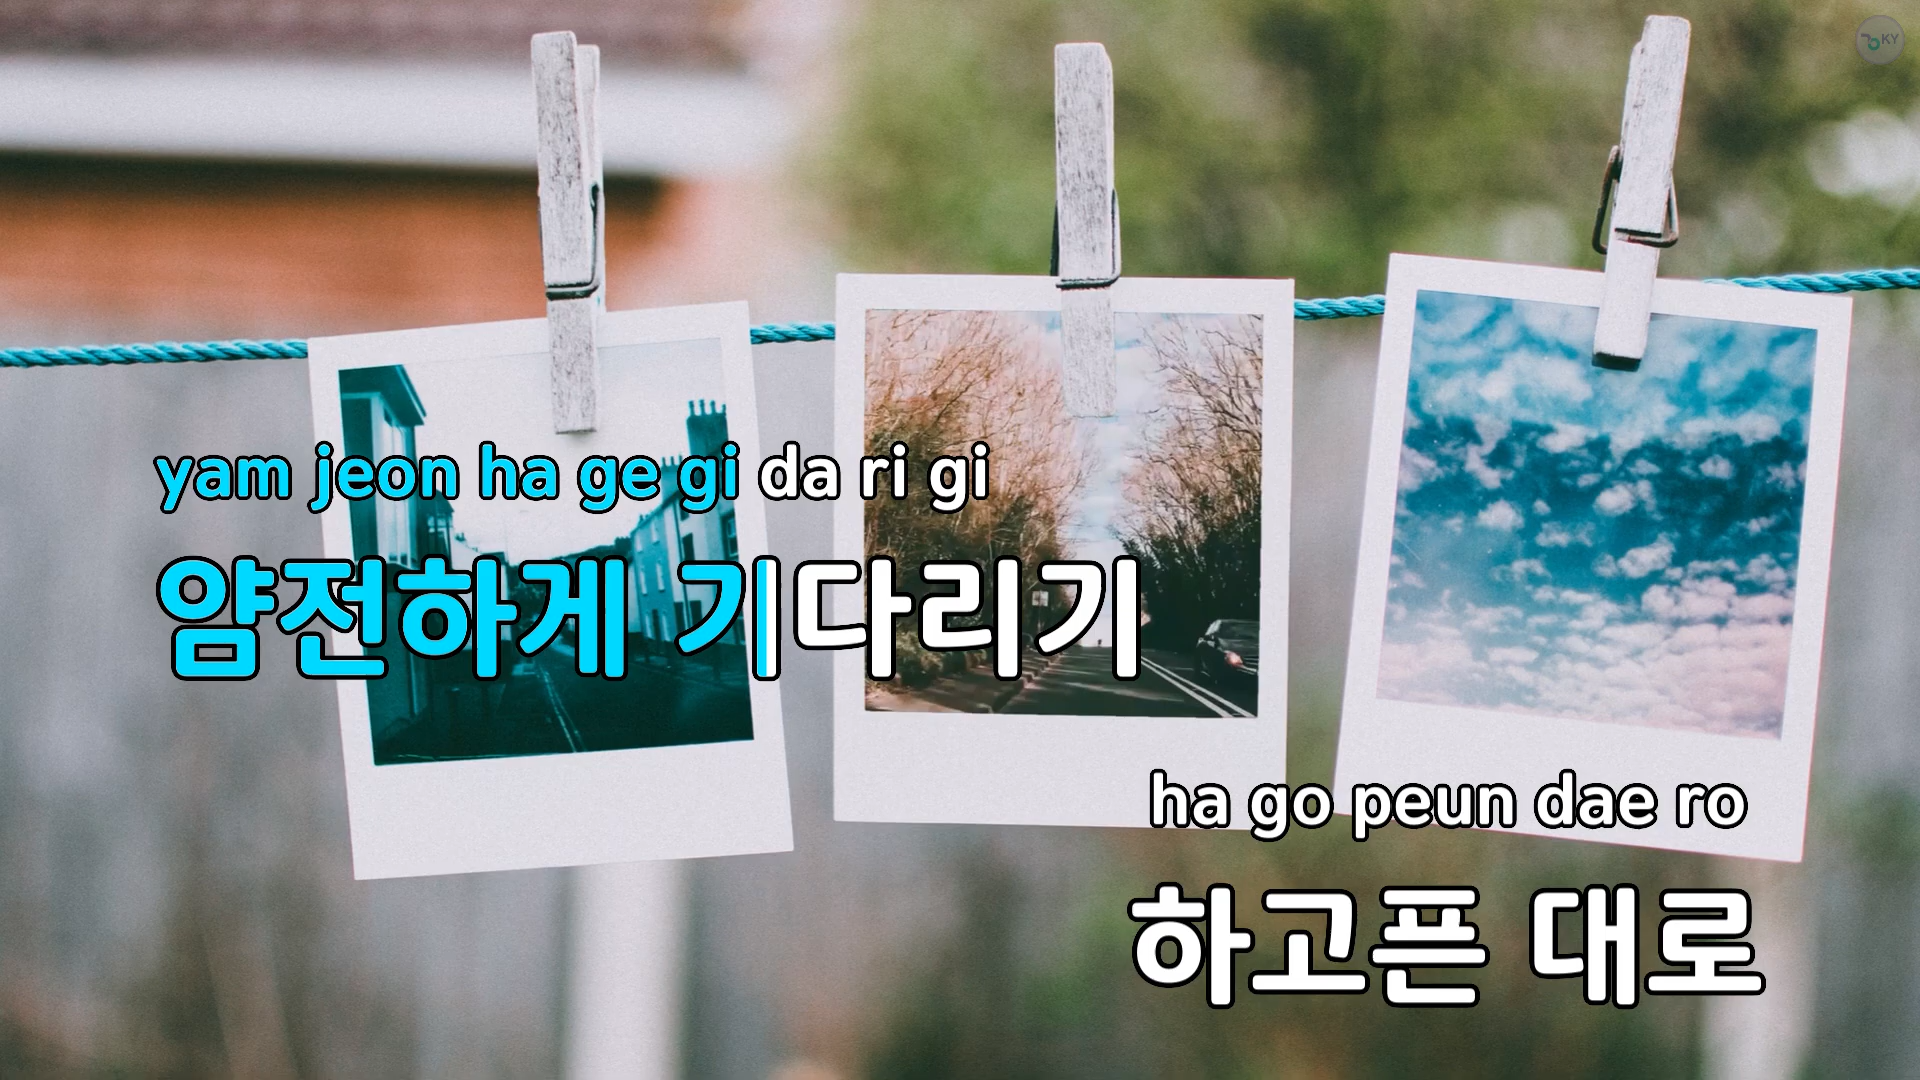 KY
yam jeon ha ge gi da ri gi
얌전하게 기다리기
ha go peun dae ro
하고픈 대로